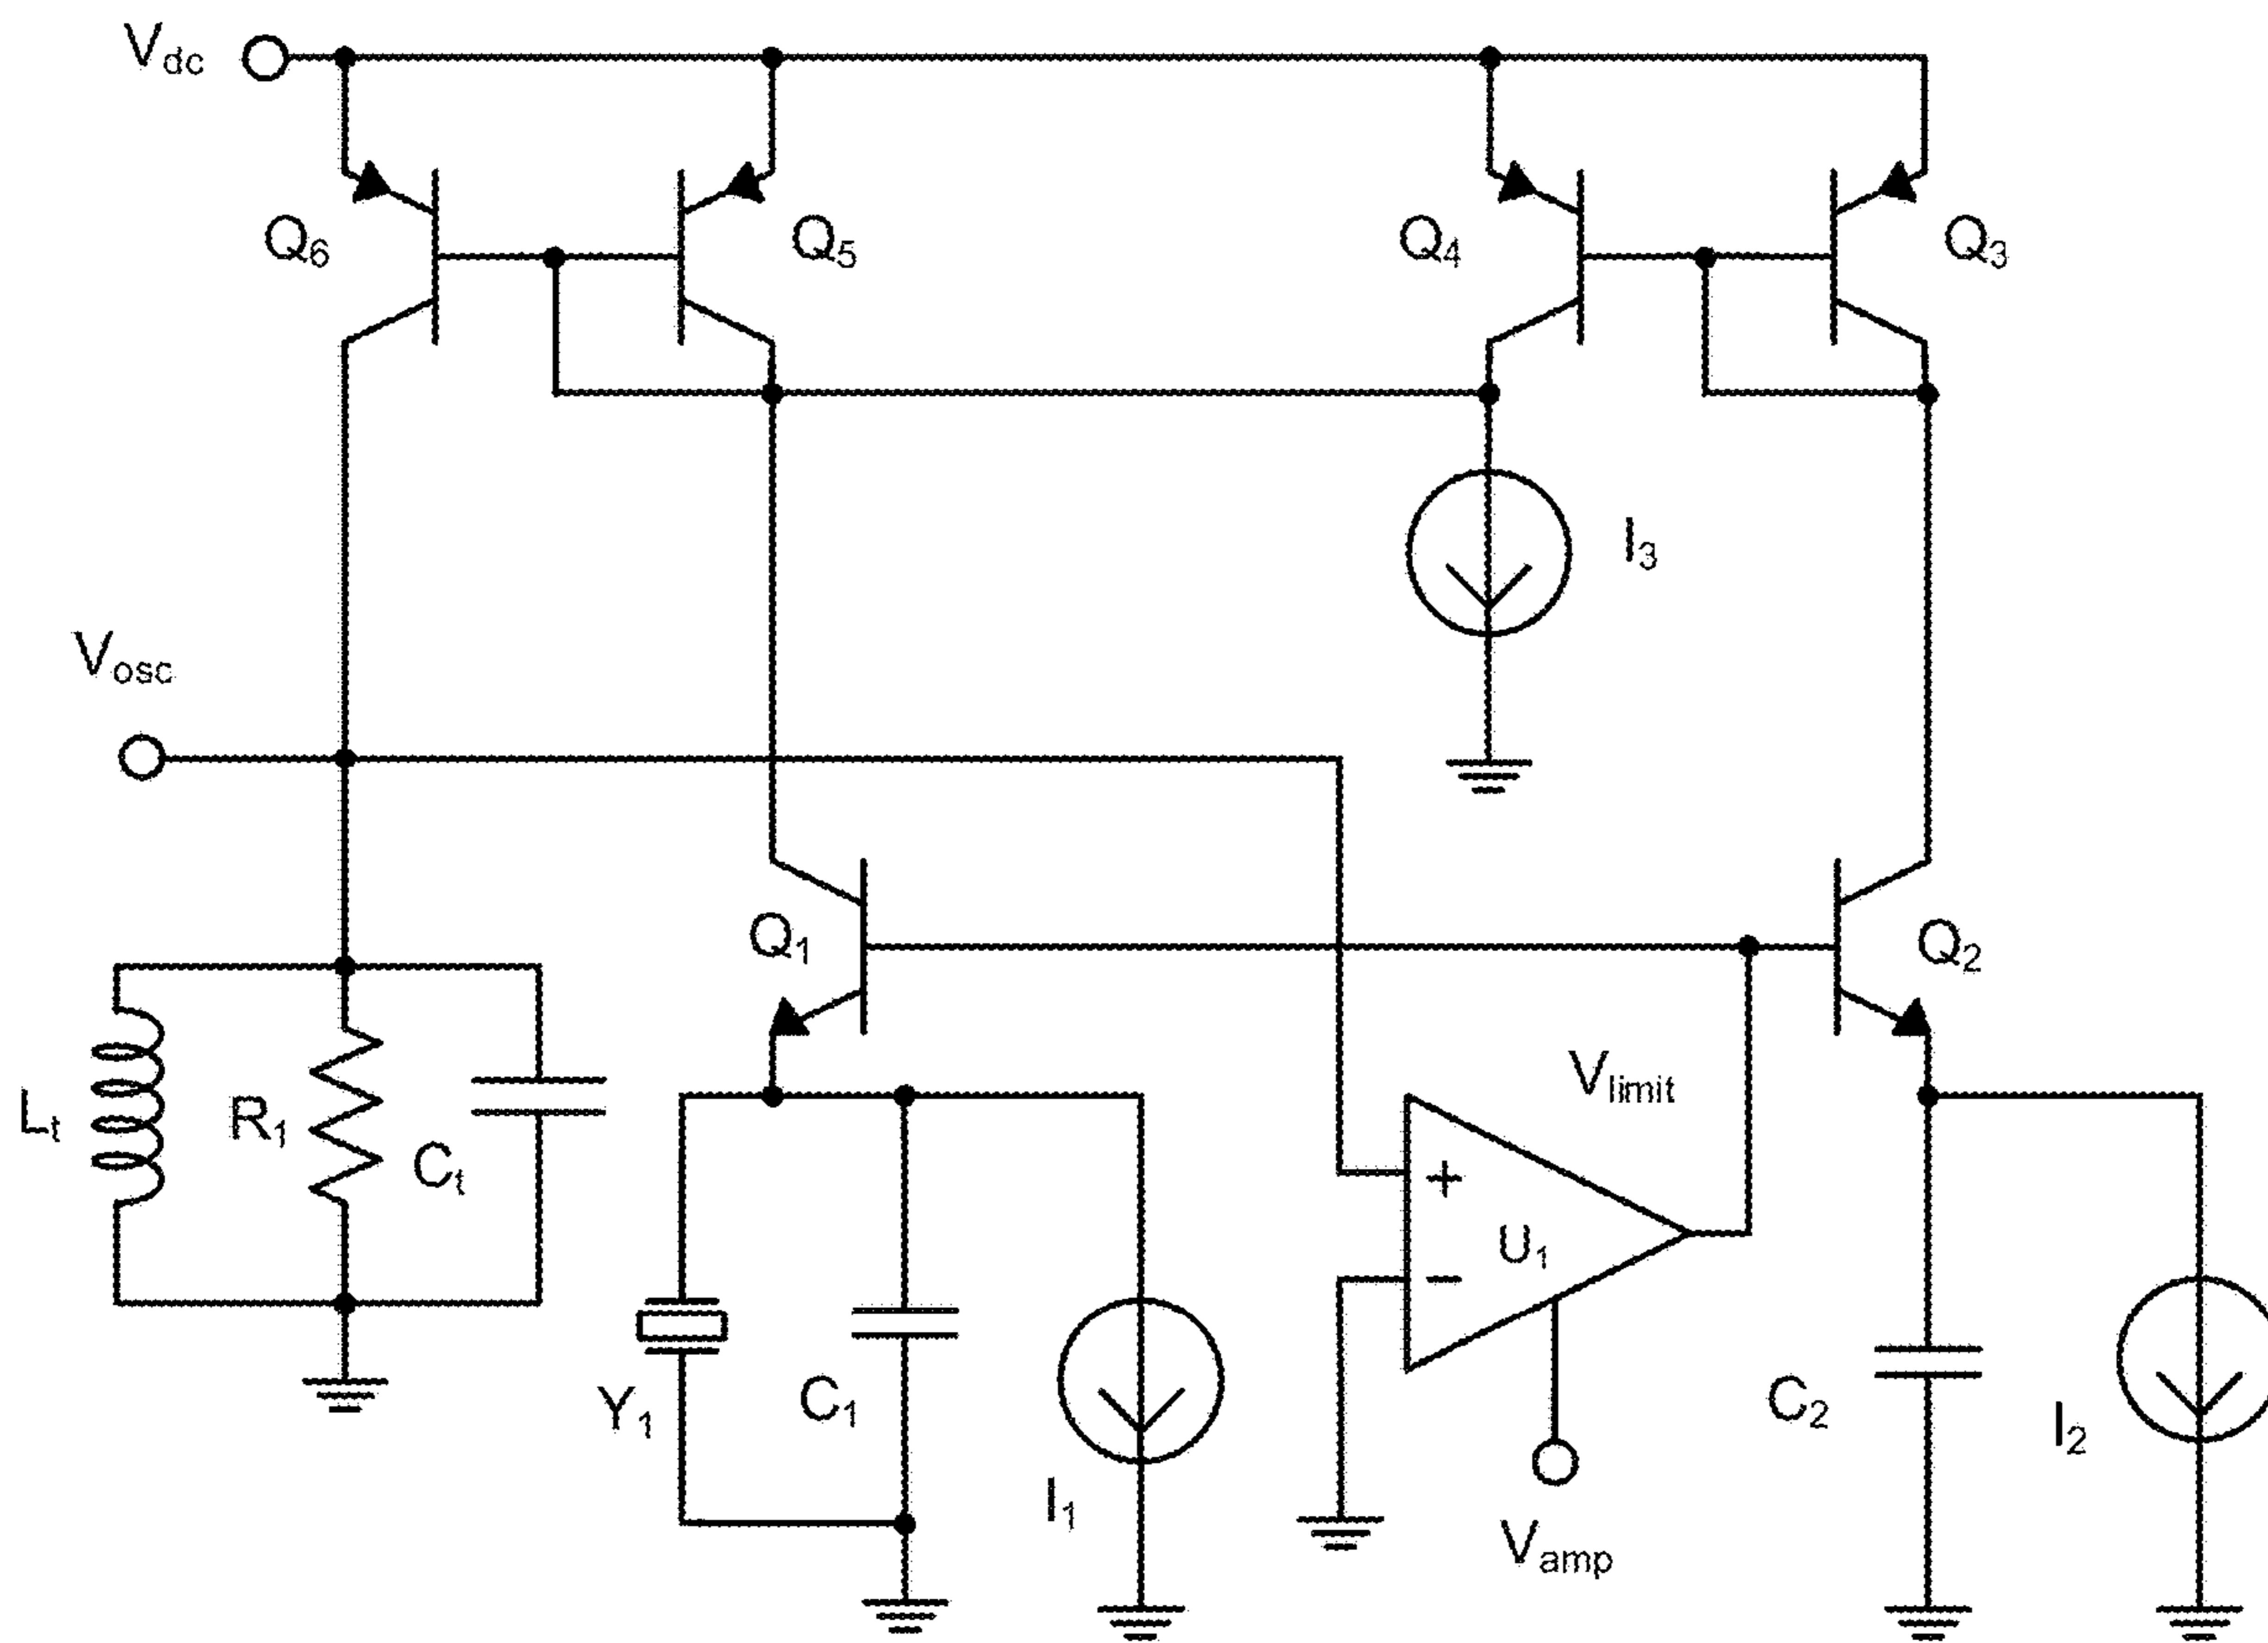 Vdc
Q6
Q5
Q4
Q3
I3
Vosc
Q1
Q2
Vlimit
Lt
R1
Ct
+
U1
−
Y1
C1
C2
I2
I1
Vamp